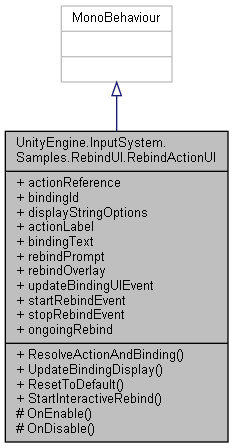 MonoBehaviour
UnityEngine.InputSystem.
Samples.RebindUI.RebindActionUI
+ actionReference
+ bindingId
+ displayStringOptions
+ actionLabel
+ bindingText
+ rebindPrompt
+ rebindOverlay
+ updateBindingUIEvent
+ startRebindEvent
+ stopRebindEvent
+ ongoingRebind
+ ResolveActionAndBinding()
+ UpdateBindingDisplay()
+ ResetToDefault()
+ StartInteractiveRebind()
# OnEnable()
# OnDisable()